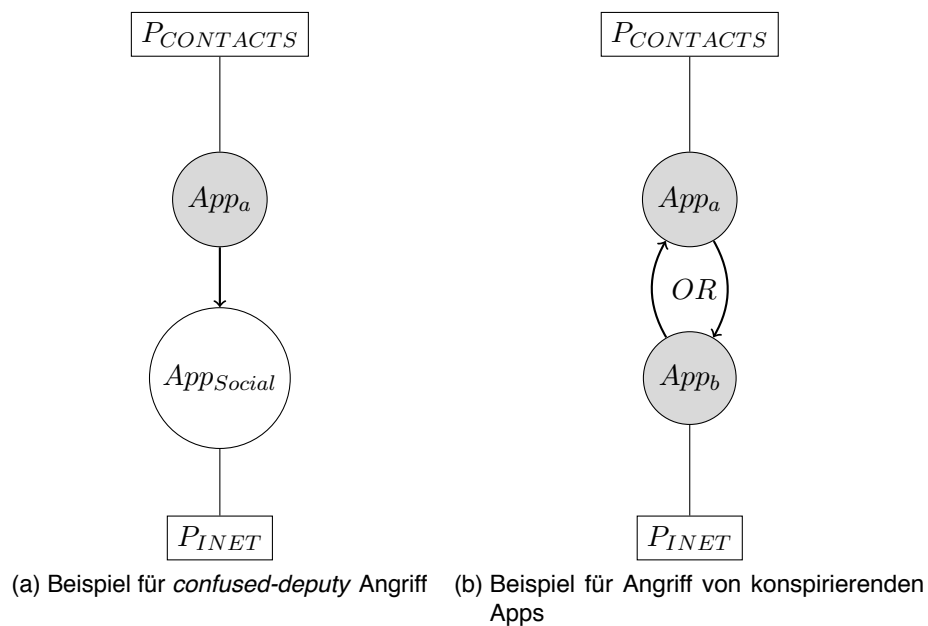 P_CONTACTS
App_a
App_Social
P_INET
(a) Beispiel für confused-deputy Angriff
P_CONTACTS
App_a
OR
App_b
P_INET
(b) Beispiel für Angriff von konspirierenden
Apps